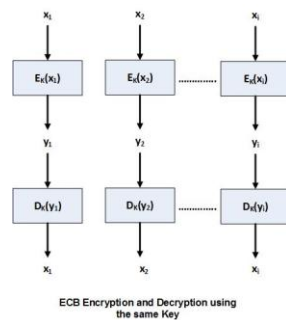 x₁ x₂ xᵢ
Eₖ(x₁) Eₖ(x₂) .............. Eₖ(xᵢ)
y₁ y₂ yᵢ
Dₖ(y₁) Dₖ(y₂) .............. Dₖ(yᵢ)
x₁ x₂ xᵢ
ECB Encryption and Decryption using
the same Key